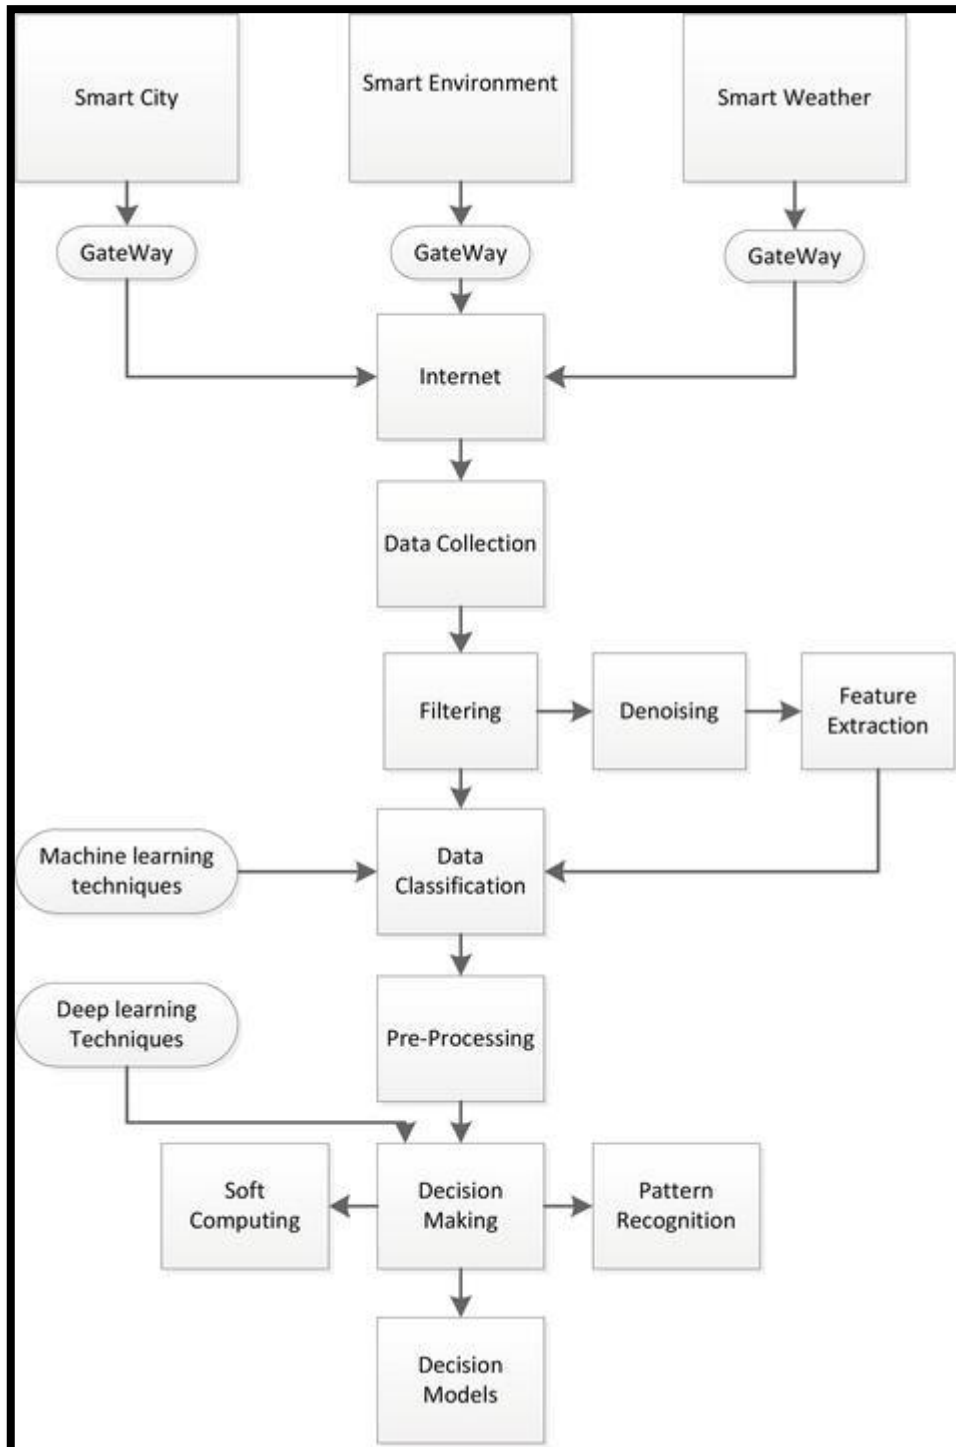 Smart City
Smart Environment
Smart Weather
GateWay
GateWay
GateWay
Internet
Data Collection
Filtering
Denoising
Feature
Extraction
Machine learning
techniques
Data
Classification
Deep learning
Techniques
Pre-Processing
Soft
Computing
Decision
Making
Pattern
Recognition
Decision
Models